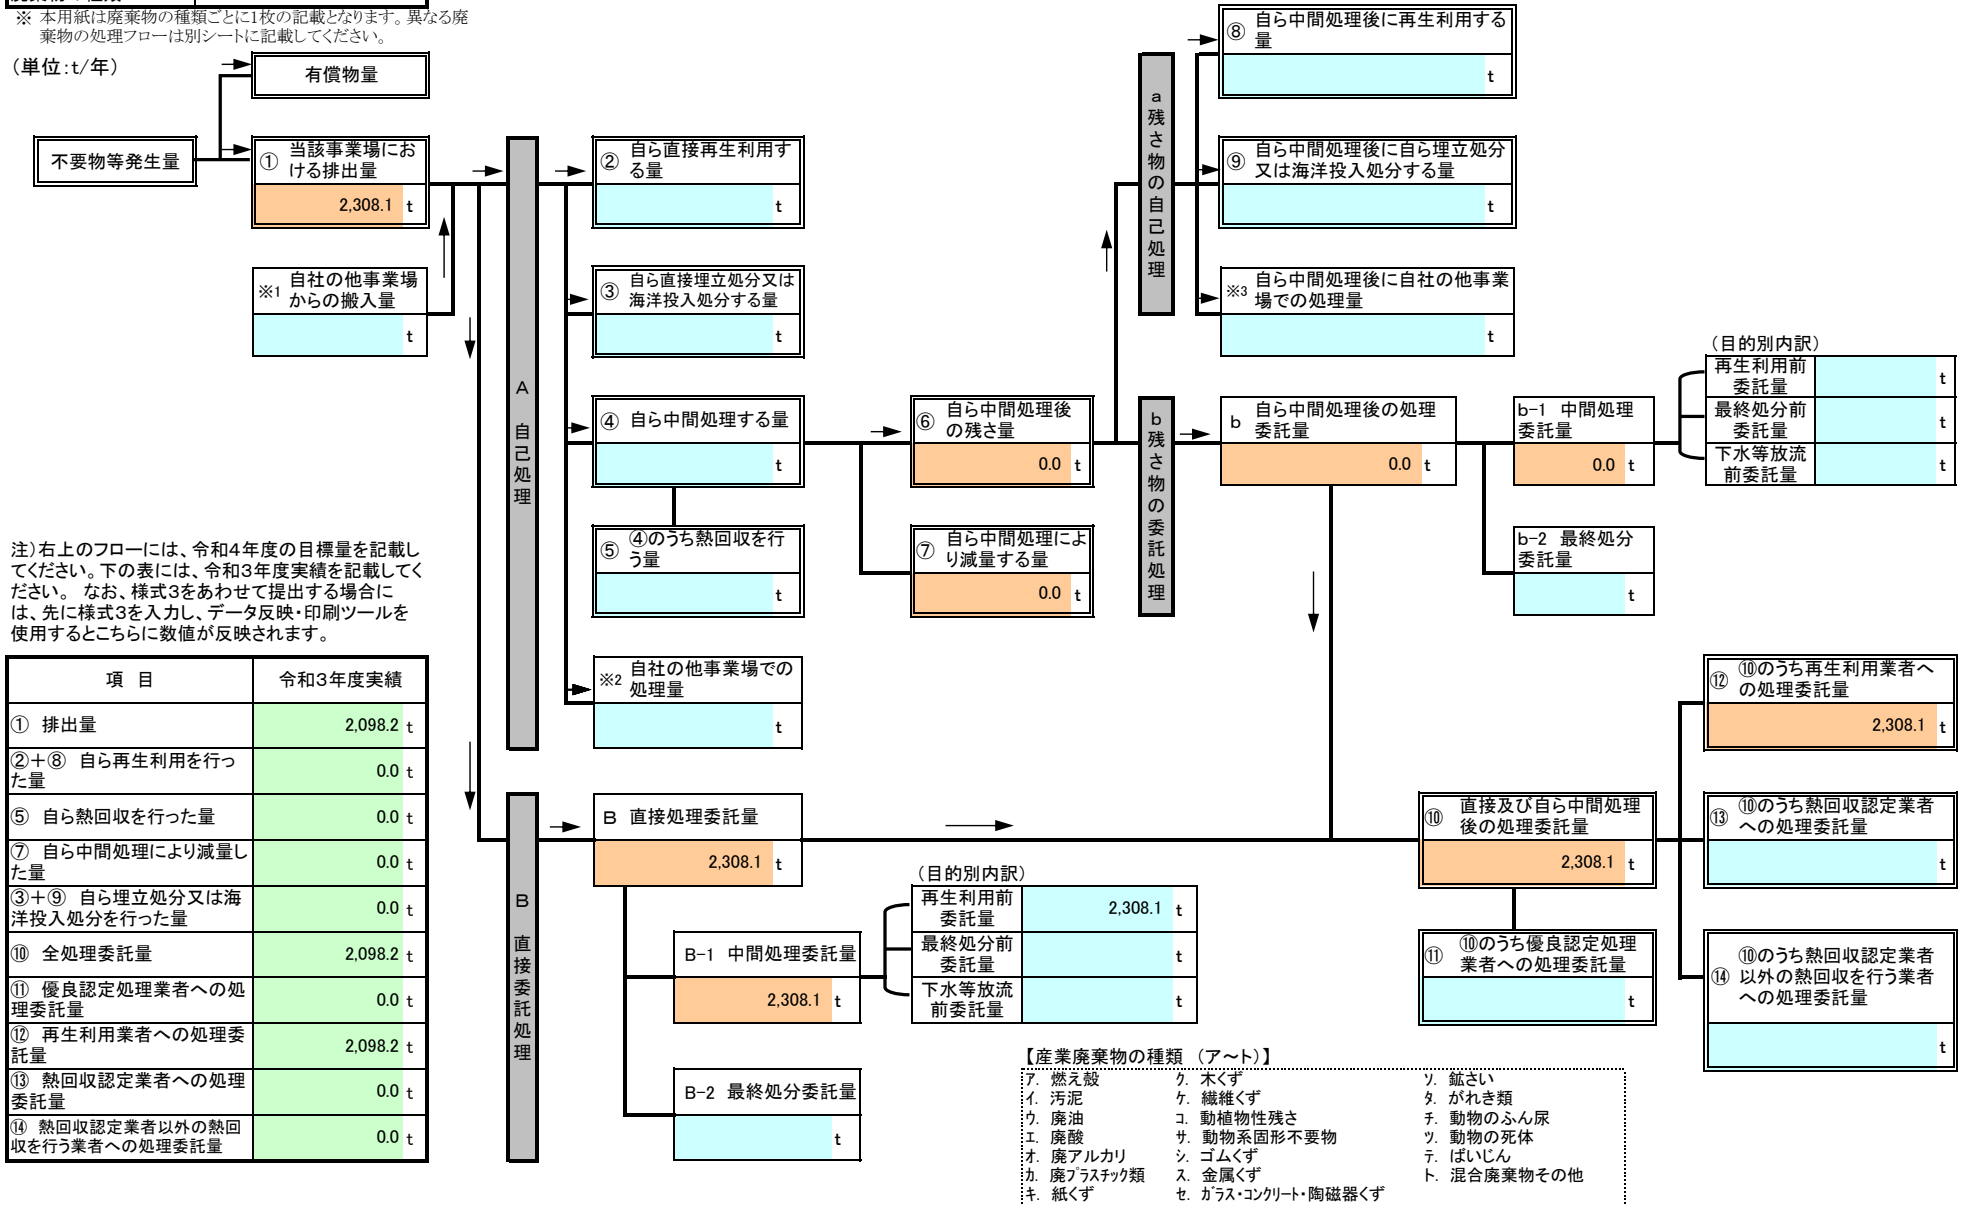 ※ 本用紙は廃棄物の種類ごとに1枚の記載となります。異なる廃
棄物の処理フローは別シートに記載してください。
(単位:t/年)
有償物量
不要物等発生量
① 当該事業場にお
ける排出量
2,308.1 t
※1 自社の他事業場
からの搬入量
t
A 自己処理
② 自ら直接再生利用す
る量
t
③ 自ら直接埋立処分又は
海洋投入処分する量
t
④ 自ら中間処理する量
t
⑤ ④のうち熱回収を行
う量
t
※2 自社の他事業場での
処理量
t
⑥ 自ら中間処理後
の残さ量
0.0 t
⑦ 自ら中間処理によ
り減量する量
0.0 t
a残さ物の自己処理
⑧ 自ら中間処理後に再生利用する
量
t
⑨ 自ら中間処理後に自ら埋立処分
又は海洋投入処分する量
t
※3 自ら中間処理後に自社の他事業
場での処理量
t
b残さ物の委託処理
b 自ら中間処理後の処理
委託量
0.0 t
b-1 中間処理
委託量
0.0 t
b-2 最終処分
委託量
t
(目的別内訳)
再生利用前
委託量
t
最終処分前
委託量
t
下水等放流
前委託量
t
注)右上のフローには、令和4年度の目標量を記載し
てください。下の表には、令和3年度実績を記載してく
ださい。 なお、様式3をあわせて提出する場合に
は、先に様式3を入力し、データ反映・印刷ツールを
使用するとこちらに数値が反映されます。
項 目 令和3年度実績
① 排出量 2,098.2 t
②+⑧ 自ら再生利用を行っ
た量 0.0 t
⑤ 自ら熱回収を行った量 0.0 t
⑦ 自ら中間処理により減量し
た量 0.0 t
③+⑨ 自ら埋立処分又は海
洋投入処分を行った量 0.0 t
⑩ 全処理委託量 2,098.2 t
⑪ 優良認定処理業者への処
理委託量 0.0 t
⑫ 再生利用業者への処理委
託量 2,098.2 t
⑬ 熱回収認定業者への処理
委託量 0.0 t
⑭ 熱回収認定業者以外の熱回
収を行う業者への処理委託量 0.0 t
B 直接委託処理
B 直接処理委託量
2,308.1 t
B-1 中間処理委託量
2,308.1 t
B-2 最終処分委託量
t
(目的別内訳)
再生利用前
委託量
2,308.1 t
最終処分前
委託量
t
下水等放流
前委託量
t
⑩ 直接及び自ら中間処理
後の処理委託量
2,308.1 t
⑪ ⑩のうち優良認定処理
業者への処理委託量
t
⑫ ⑩のうち再生利用業者へ
の処理委託量
2,308.1 t
⑬ ⑩のうち熱回収認定業者
への処理委託量
t
⑭ ⑩のうち熱回収認定業者
以外の熱回収を行う業者
への処理委託量
t
【産業廃棄物の種類 (ア~ト)】
ア. 燃え殻 ク. 木くず ソ. 鉱さい
イ. 汚泥 ケ. 繊維くず タ. がれき類
ウ. 廃油 コ. 動植物性残さ チ. 動物のふん尿
エ. 廃酸 サ. 動物系固形不要物 ツ. 動物の死体
オ. 廃アルカリ シ. ゴムくず テ. ばいじん
カ. 廃プラスチック類 ス. 金属くず ト. 混合廃棄物その他
キ. 紙くず セ. ガラス・コンクリート・陶磁器くず